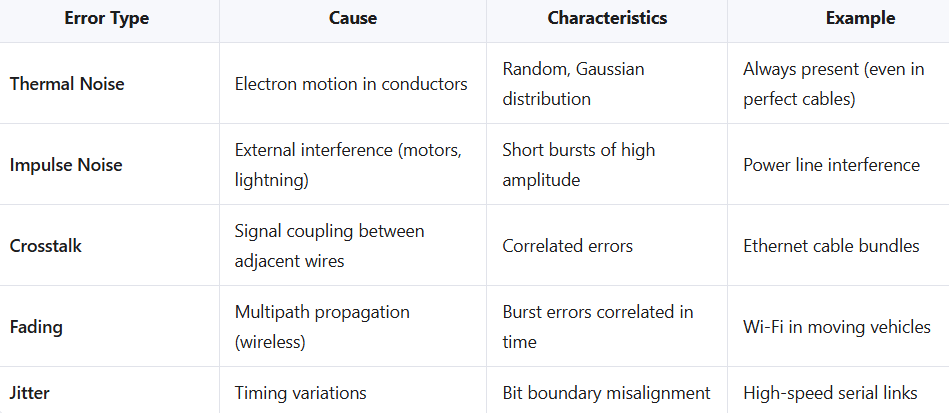 Error Type Cause Characteristics Example
Thermal Noise Electron motion in conductors Random, Gaussian distribution Always present (even in perfect cables)
Impulse Noise External interference (motors, lightning) Short bursts of high amplitude Power line interference
Crosstalk Signal coupling between adjacent wires Correlated errors Ethernet cable bundles
Fading Multipath propagation (wireless) Burst errors correlated in time Wi-Fi in moving vehicles
Jitter Timing variations Bit boundary misalignment High-speed serial links